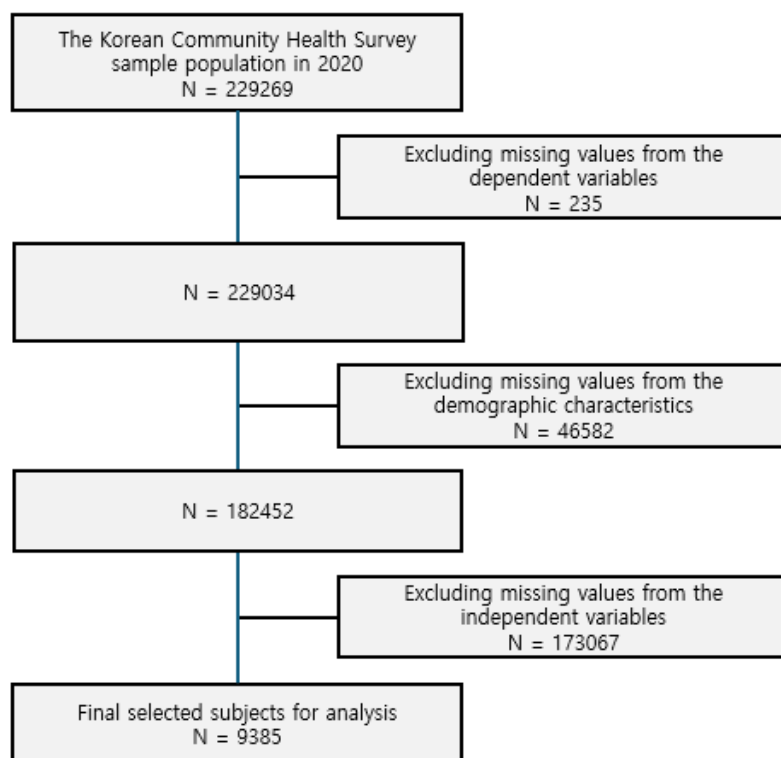 The Korean Community Health Survey
sample population in 2020
N = 229269
Excluding missing values from the
dependent variables
N = 235
N = 229034
Excluding missing values from the
demographic characteristics
N = 46582
N = 182452
Excluding missing values from the
independent variables
N = 173067
Final selected subjects for analysis
N = 9385